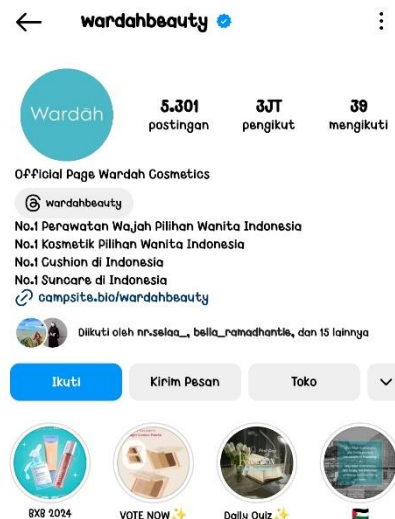 wardahbeauty
Wardah
5.301 3JT 39
postingan pengikut mengikuti
Official Page Wardah Cosmetics
wardahbeauty
No.1 Perawatan Wajah Pilihan Wanita Indonesia
No.1 Kosmetik Pilihan Wanita Indonesia
No.1 Cushion di Indonesia
No.1 Suncare di Indonesia
campsite.bio/wardahbeauty
Diikuti oleh nr.selaa_, bella_ramadhantie, dan 15 lainnya
Ikuti Kirim Pesan Toko
BXB 2024 VOTE NOW✨ Daily Quiz✨ 🇵🇸